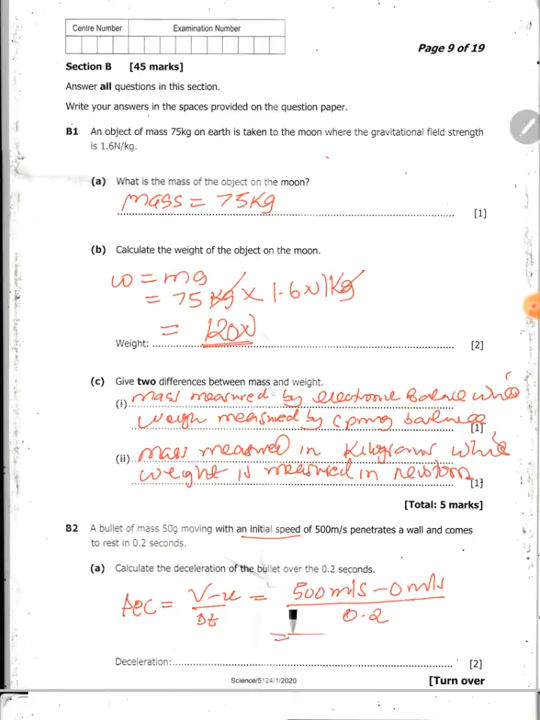 Centre Number Examination Number
Page 9 of 19
Section B [45 marks]
Answer all questions in this section.
Write your answers in the spaces provided on the question paper.
B1 An object of mass 75kg on earth is taken to the moon where the gravitational field strength
is 1.6N/kg.
(a) What is the mass of the object on the moon?
mass = 75Kg
[1]
(b) Calculate the weight of the object on the moon.
w = mg
= 75 kg × 1.6N/kg
= 120N
Weight: [2]
(c) Give two differences between mass and weight.
(i) mass measured by electronic Balance while
weigh measured by spring balance [1]
(ii) mass measured in Kilograms while
weight is measured in newton [1]
[Total: 5 marks]
B2 A bullet of mass 50g moving with an initial speed of 500m/s penetrates a wall and comes
to rest in 0.2 seconds.
(a) Calculate the deceleration of the bullet over the 0.2 seconds.
Acc = V-u / Δt = 500m/s - 0m/s / 0.2
=
Deceleration: [2]
Science/5124/1/2020
[Turn over